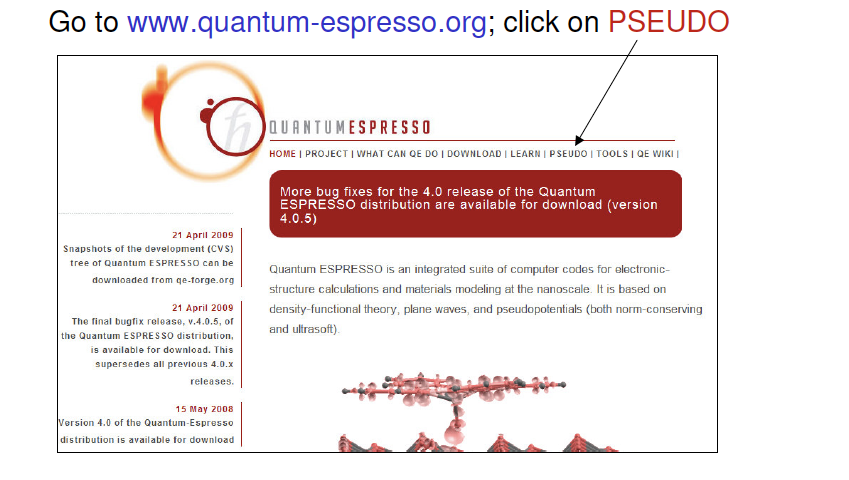 Go to www.quantum-espresso.org; click on PSEUDO
QUANTUMESPRESSO
HOME | PROJECT | WHAT CAN QE DO | DOWNLOAD | LEARN | PSEUDO | TOOLS | QE WIKI |
More bug fixes for the 4.0 release of the Quantum
ESPRESSO distribution are available for download (version
4.0.5)
21 April 2009
Snapshots of the development (CVS)
tree of Quantum ESPRESSO can be
downloaded from qe-forge.org
21 April 2009
The final bugfix release, v.4.0.5, of
the Quantum ESPRESSO distribution,
is available for download. This
supersedes all previous 4.0.x
releases.
15 May 2008
Version 4.0 of the Quantum-Espresso
distribution is available for download
Quantum ESPRESSO is an integrated suite of computer codes for electronic-
structure calculations and materials modeling at the nanoscale. It is based on
density-functional theory, plane waves, and pseudopotentials (both norm-conserving
and ultrasoft).